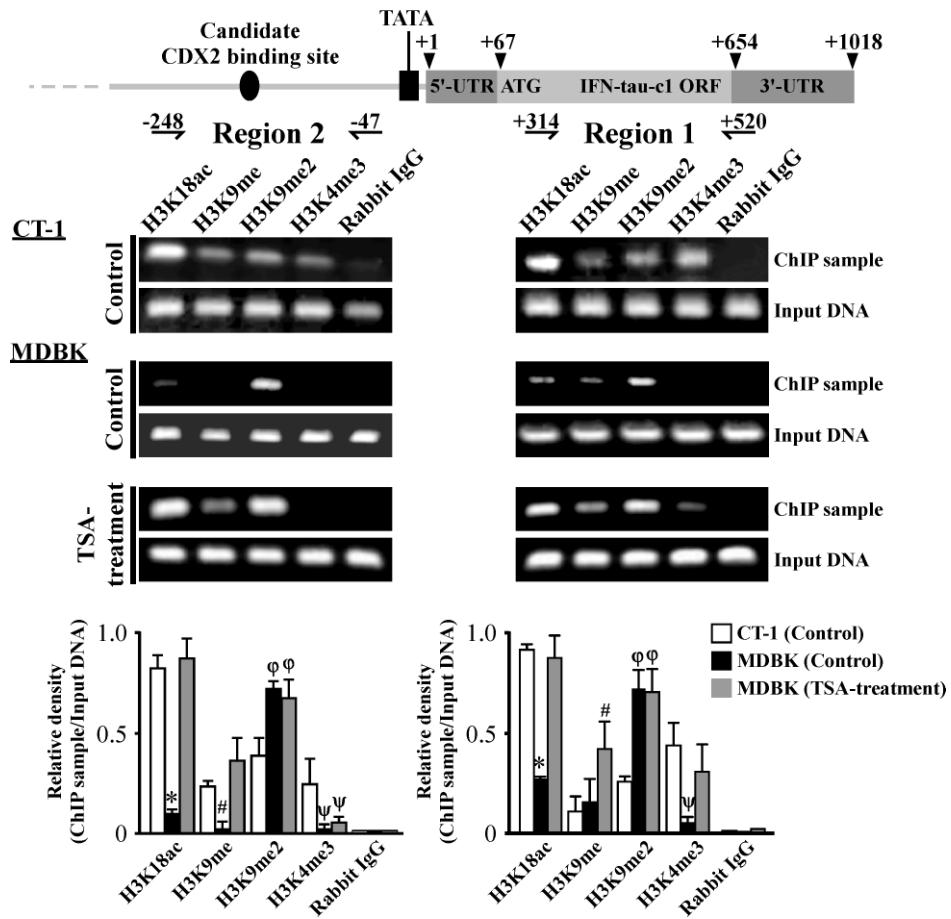 TATA
Candidate
CDX2 binding site
+1
+67
+654
+1018
5'-UTR
ATG
IFN-tau-c1 ORF
3'-UTR
-248
Region 2
-47
+314
Region 1
+520
H3K18ac
H3K9me
H3K9me2
H3K4me3
Rabbit IgG
H3K18ac
H3K9me
H3K9me2
H3K4me3
Rabbit IgG
CT-1
Control
ChIP sample
Input DNA
MDBK
Control
ChIP sample
Input DNA
TSA-
treatment
ChIP sample
Input DNA
Relative density
(ChIP sample/Input DNA)
1.0
0.5
0
*
#
φ
φ
ψ
ψ
H3K18ac
H3K9me
H3K9me2
H3K4me3
Rabbit IgG
Relative density
(ChIP sample/Input DNA)
1.0
0.5
0
*
#
φ
φ
ψ
H3K18ac
H3K9me
H3K9me2
H3K4me3
Rabbit IgG
CT-1 (Control)
MDBK (Control)
MDBK (TSA-treatment)